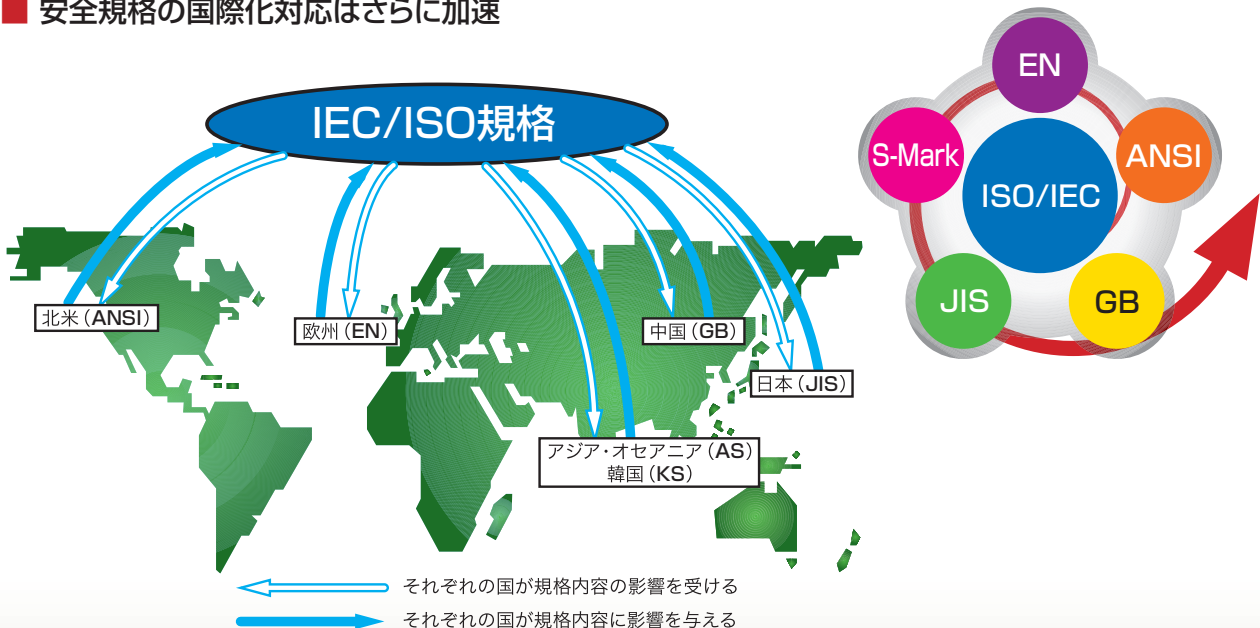 ■ 安全規格の国際化対応はさらに加速
IEC/ISO規格
北米(ANSI)
欧州(EN)
中国(GB)
日本(JIS)
アジア・オセアニア(AS)
韓国(KS)
それぞれの国が規格内容の影響を受ける
それぞれの国が規格内容に影響を与える
EN
S-Mark
ANSI
ISO/IEC
JIS
GB